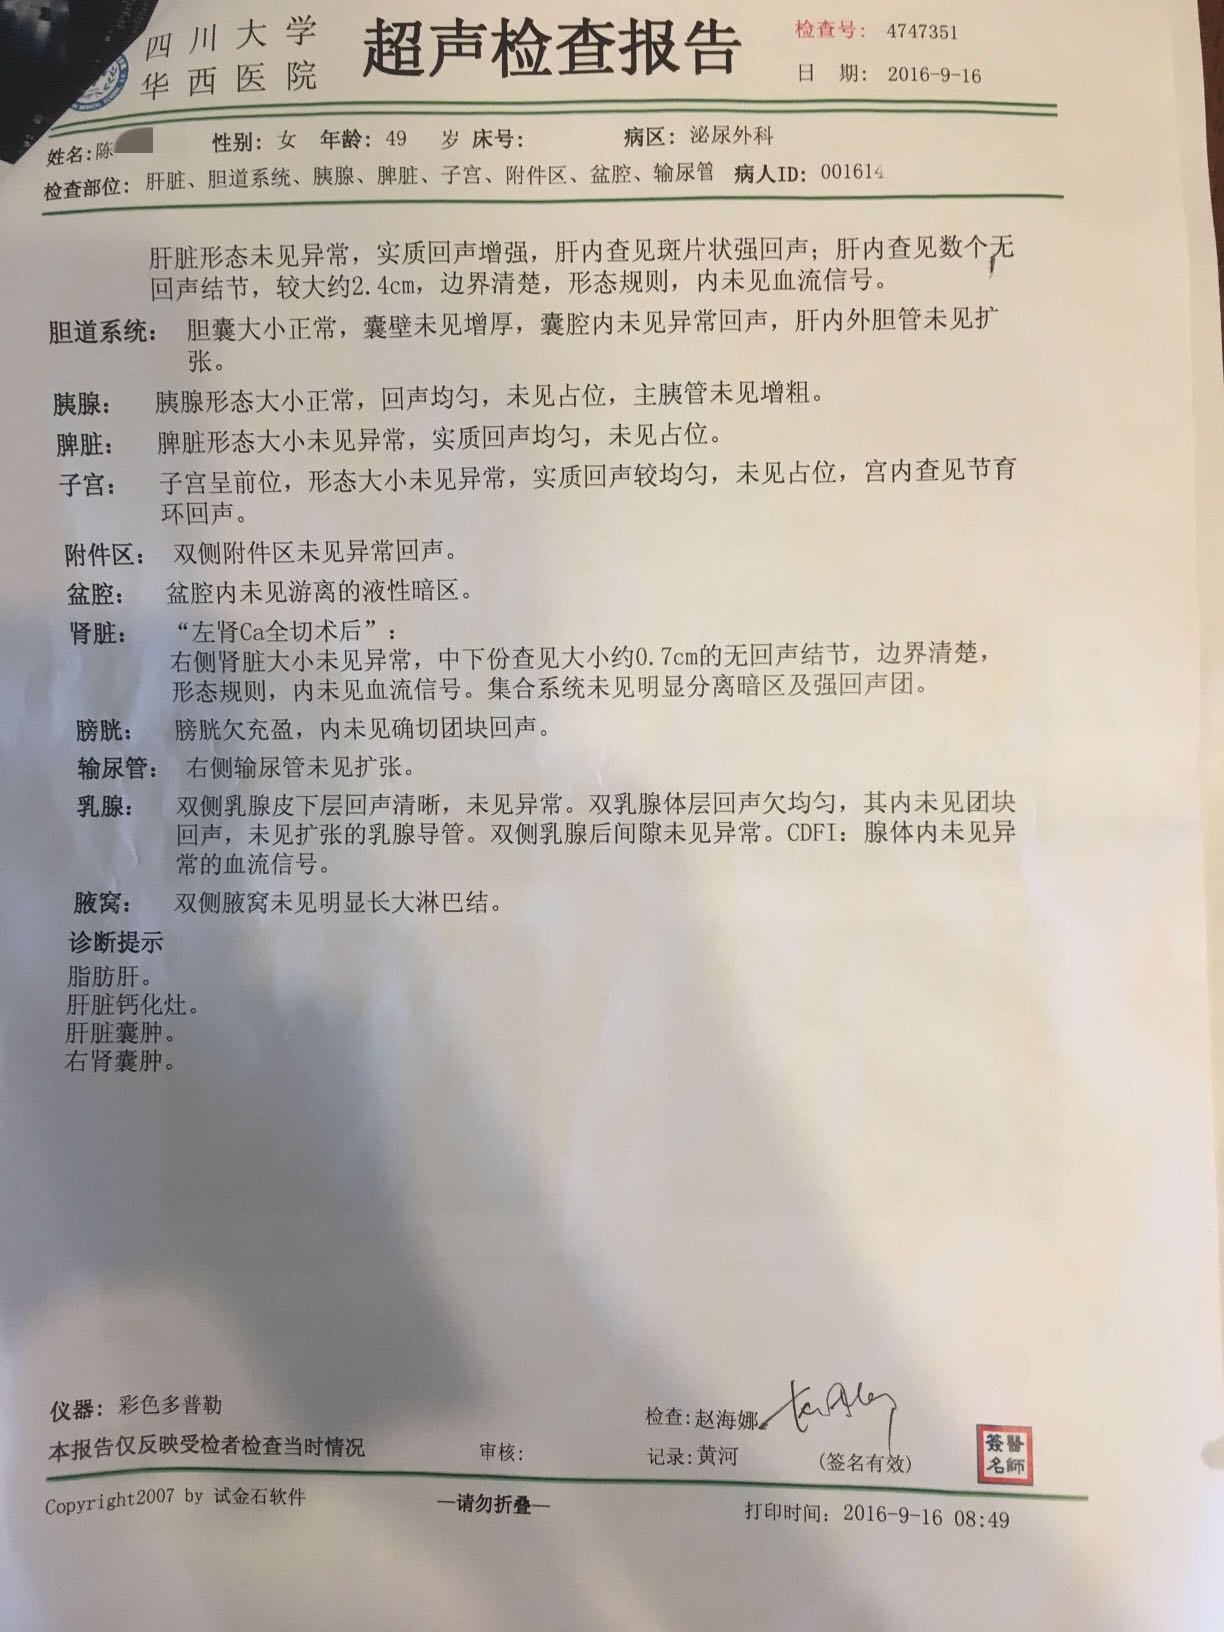 四川大学
华西医院
超声检查报告
检查号: 4747351
日 期: 2016-9-16
姓名:陈 性别: 女 年龄: 49 岁 床号: 病区: 泌尿外科
检查部位: 肝脏、胆道系统、胰腺、脾脏、子宫、附件区、盆腔、输尿管 病人ID: 001614
肝脏形态未见异常，实质回声增强，肝内查见斑片状强回声；肝内查见数个无
回声结节，较大约2.4cm，边界清楚，形态规则，内未见血流信号。
胆道系统: 胆囊大小正常，囊壁未见增厚，囊腔内未见异常回声，肝内外胆管未见扩
张。
胰腺: 胰腺形态大小正常，回声均匀，未见占位，主胰管未见增粗。
脾脏: 脾脏形态大小未见异常，实质回声均匀，未见占位。
子宫: 子宫呈前位，形态大小未见异常，实质回声较均匀，未见占位，宫内查见节育
环回声。
附件区: 双侧附件区未见异常回声。
盆腔: 盆腔内未见游离的液性暗区。
肾脏: “左肾Ca全切术后”:
右侧肾脏大小未见异常，中下份查见大小约0.7cm的无回声结节，边界清楚，
形态规则，内未见血流信号。集合系统未见明显分离暗区及强回声团。
膀胱: 膀胱欠充盈，内未见确切团块回声。
输尿管: 右侧输尿管未见扩张。
乳腺: 双侧乳腺皮下层回声清晰，未见异常。双乳腺体层回声欠均匀，其内未见团块
回声，未见扩张的乳腺导管。双侧乳腺后间隙未见异常。CDFI: 腺体内未见异
常的血流信号。
腋窝: 双侧腋窝未见明显长大淋巴结。
诊断提示
脂肪肝。
肝脏钙化灶。
肝脏囊肿。
右肾囊肿。
仪器: 彩色多普勒
检查:赵海娜
本报告仅反映受检者检查当时情况 审核: 记录:黄河 (签名有效)
醫師簽名
Copyright2007 by 试金石软件 —请勿折叠— 打印时间: 2016-9-16 08:49